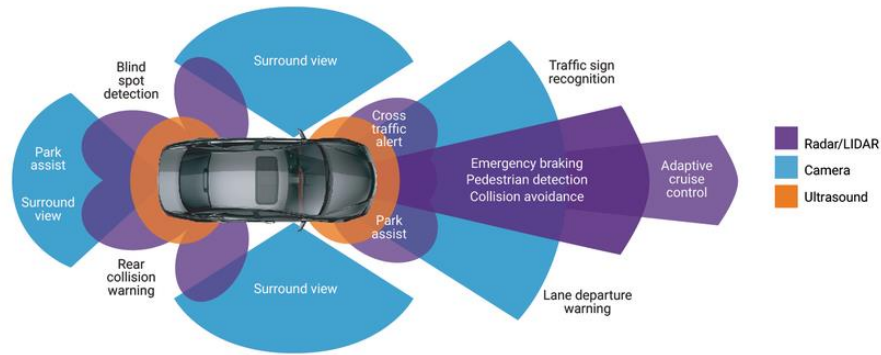 Surround view
Traffic sign
recognition
Blind
spot
detection
Cross
traffic
alert
Radar/LIDAR
Park
assist
Emergency braking
Pedestrian detection
Collision avoidance
Adaptive
cruise
control
Camera
Surround
view
Ultrasound
Park
assist
Rear
collision
warning
Surround view
Lane departure
warning